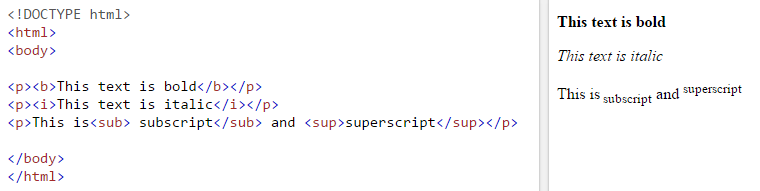 <!DOCTYPE html>
<html>
<body>
<p><b>This text is bold</b></p>
<p><i>This text is italic</i></p>
<p>This is<sub> subscript</sub> and <sup>superscript</sup></p>
</body>
</html>
This text is bold
This text is italic
This is subscript and superscript